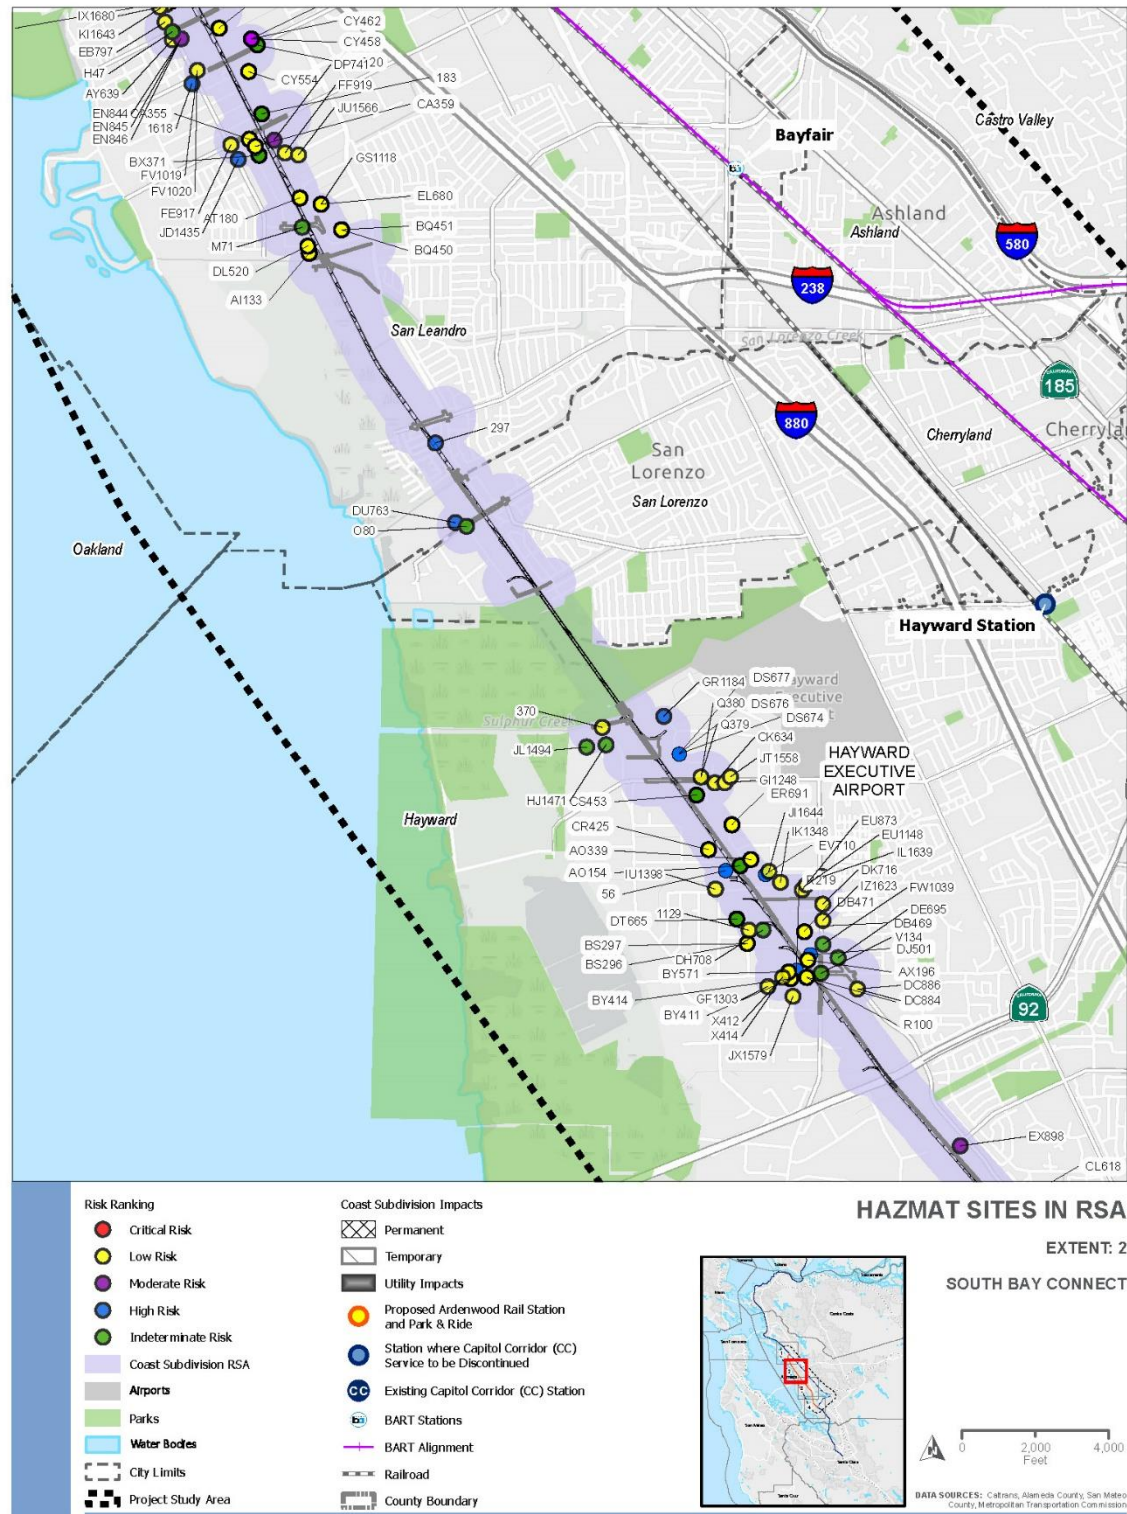 IX1680
KI1643
EB797
H47
AY639
EN844
CA355
EN845
EN846
1618
BX371
FV1019
FV1020
FE917
AT180
JD1435
M71
DL520
AI133
CY462
CY458
DP74
120
CY554
183
FF919
JU1566
CA359
GS1118
EL680
BQ451
BQ450
Bayfair
Castro Valley
Ashland
Ashland
580
238
San Leandro
San Lorenzo Creek
185
880
Cherryland
297
San
Lorenzo
San Lorenzo
DU763
O80
Oakland
Hayward Station
GR1184
DS677
Q380
DS676
370
Sulphur Creek
Q379
DS674
CK634
JL1494
JT1558
HAYWARD
EXECUTIVE
AIRPORT
GI1248
HJ1471
CS453
ER691
Hayward
JI1644
EU873
CR425
IK1348
EU1148
AO339
EV710
IL1639
AO154
IU1398
R219
DK716
FW1039
56
IZ1623
DB471
DE695
DT665
1129
DB469
BS297
V134
DJ501
BS296
DH708
BY571
AX196
BY414
DC886
GF1303
DC884
BY411
X412
R100
X414
JX1579
92
EX898
CL618
Risk Ranking
Critical Risk
Low Risk
Moderate Risk
High Risk
Indeterminate Risk
Coast Subdivision RSA
Airports
Parks
Water Bodies
City Limits
Project Study Area
Coast Subdivision Impacts
Permanent
Temporary
Utility Impacts
Proposed Ardenwood Rail Station
and Park & Ride
Station where Capitol Corridor (CC)
Service to be Discontinued
CC
Existing Capitol Corridor (CC) Station
BART Stations
BART Alignment
Railroad
County Boundary
HAZMAT SITES IN RSA
EXTENT: 2
SOUTH BAY CONNECT
0 2,000 4,000
Feet
DATA SOURCES: Caltrans, Alameda County, San Mateo
County, Metropolitan Transportation Commission